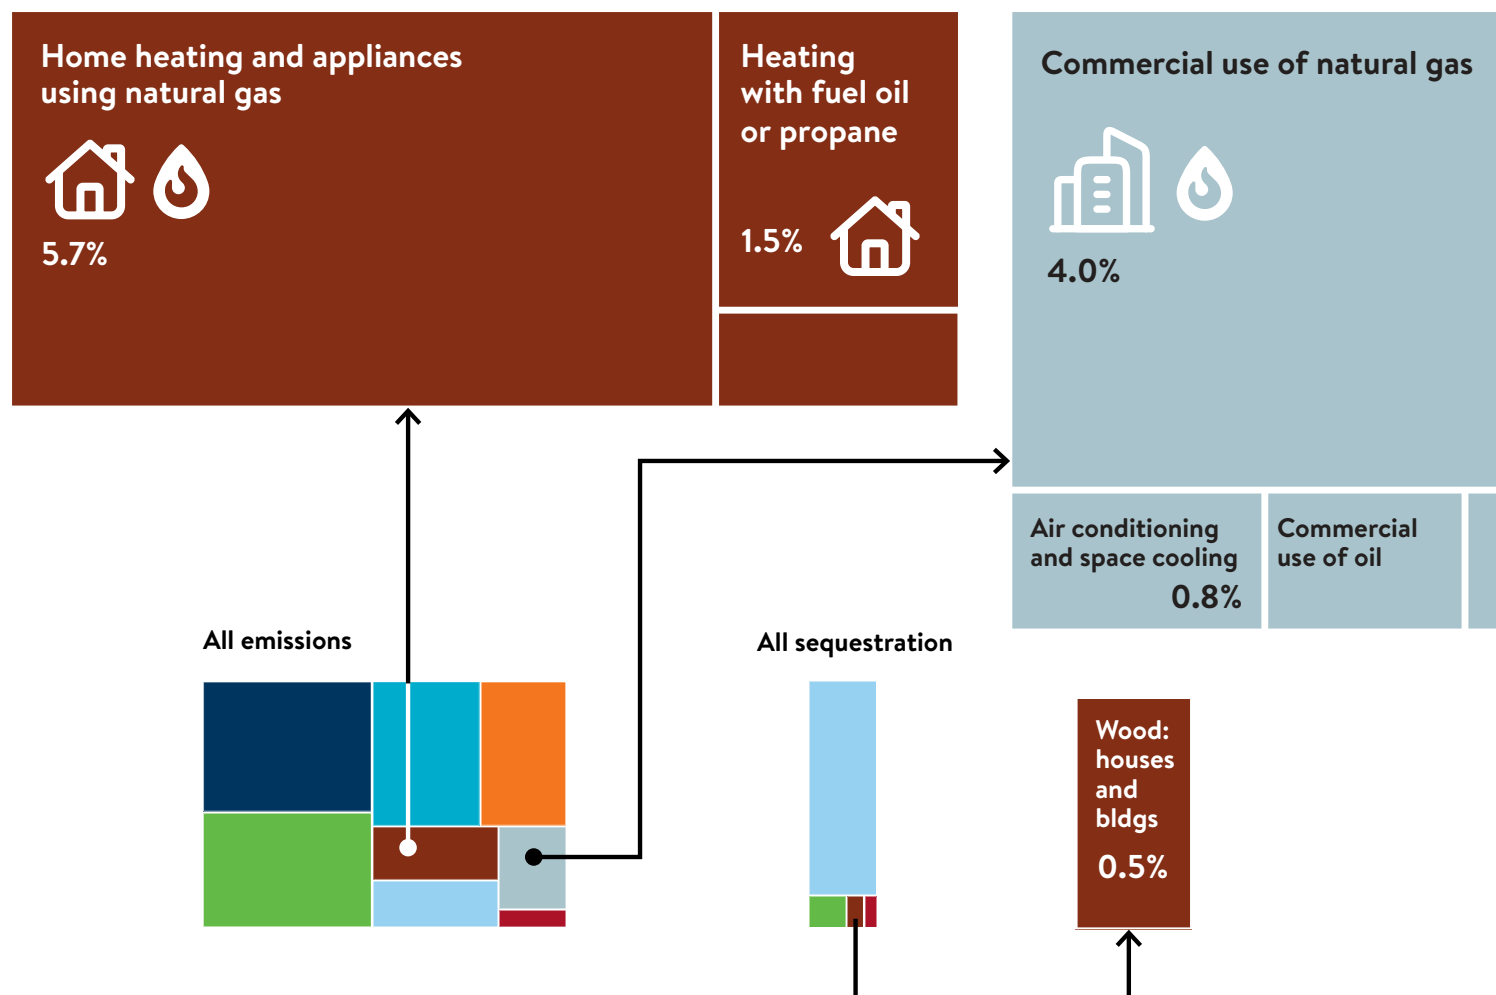 Home heating and appliances
using natural gas
5.7%
Heating
with fuel oil
or propane
1.5%
Commercial use of natural gas
4.0%
Air conditioning
and space cooling
0.8%
Commercial
use of oil
All emissions
All sequestration
Wood:
houses
and
bldgs
0.5%